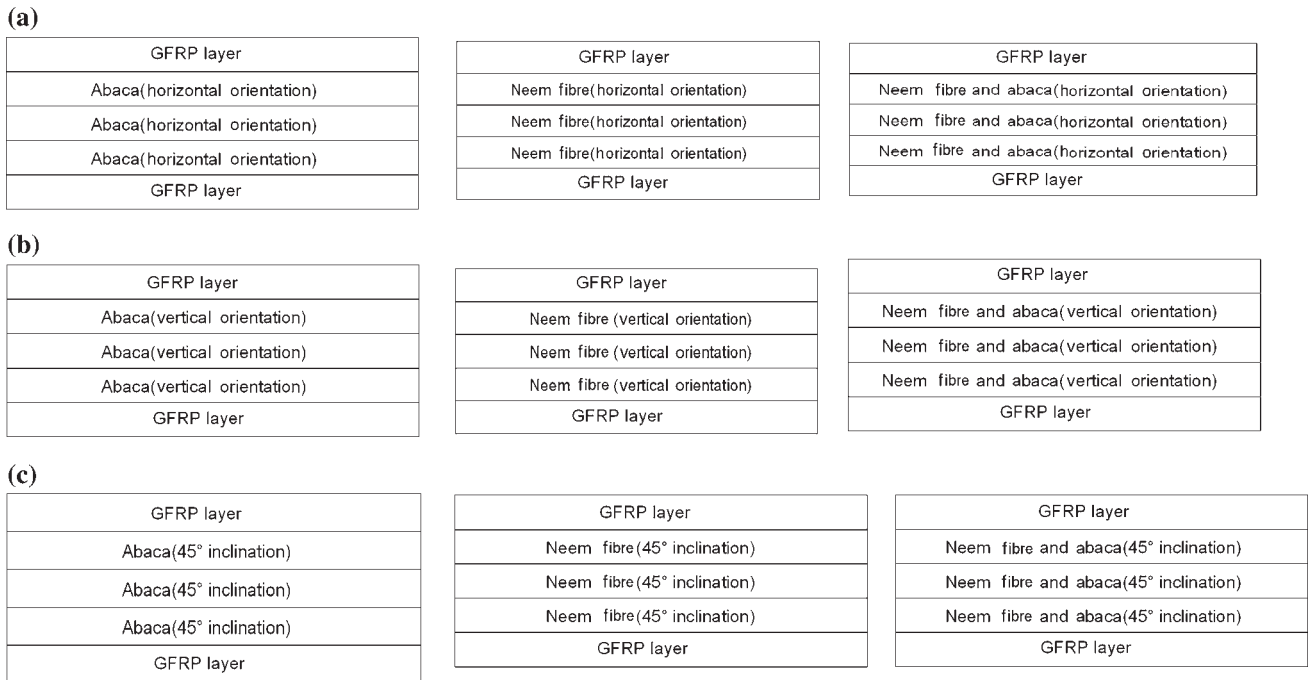 (a)
GFRP layer
Abaca(horizontal orientation)
Abaca(horizontal orientation)
Abaca(horizontal orientation)
GFRP layer
GFRP layer
Neem fibre(horizontal orientation)
Neem fibre(horizontal orientation)
Neem fibre(horizontal orientation)
GFRP layer
GFRP layer
Neem fibre and abaca(horizontal orientation)
Neem fibre and abaca(horizontal orientation)
Neem fibre and abaca(horizontal orientation)
GFRP layer
(b)
GFRP layer
Abaca(vertical orientation)
Abaca(vertical orientation)
Abaca(vertical orientation)
GFRP layer
GFRP layer
Neem fibre (vertical orientation)
Neem fibre (vertical orientation)
Neem fibre (vertical orientation)
GFRP layer
GFRP layer
Neem fibre and abaca(vertical orientation)
Neem fibre and abaca(vertical orientation)
Neem fibre and abaca(vertical orientation)
GFRP layer
(c)
GFRP layer
Abaca(45° inclination)
Abaca(45° inclination)
Abaca(45° inclination)
GFRP layer
GFRP layer
Neem fibre(45° inclination)
Neem fibre(45° inclination)
Neem fibre(45° inclination)
GFRP layer
GFRP layer
Neem fibre and abaca(45° inclination)
Neem fibre and abaca(45° inclination)
Neem fibre and abaca(45° inclination)
GFRP layer